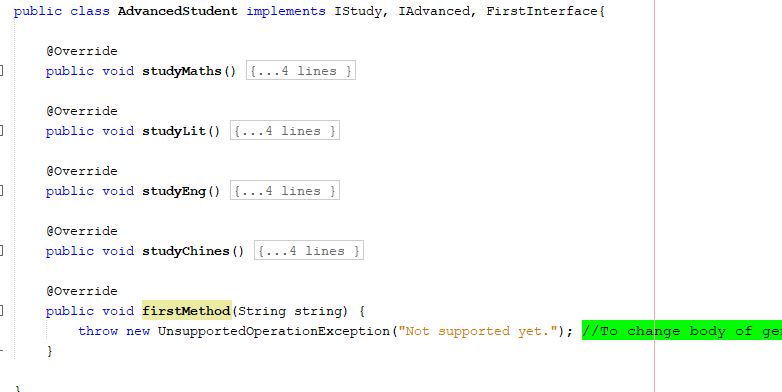 public class AdvancedStudent implements IStudy, IAdvanced, FirstInterface{
@Override
public void studyMaths() {...4 lines }
@Override
public void studyLit() {...4 lines }
@Override
public void studyEng() {...4 lines }
@Override
public void studyChines() {...4 lines }
@Override
public void firstMethod(String string) {
throw new UnsupportedOperationException("Not supported yet."); //To change body of
}
}